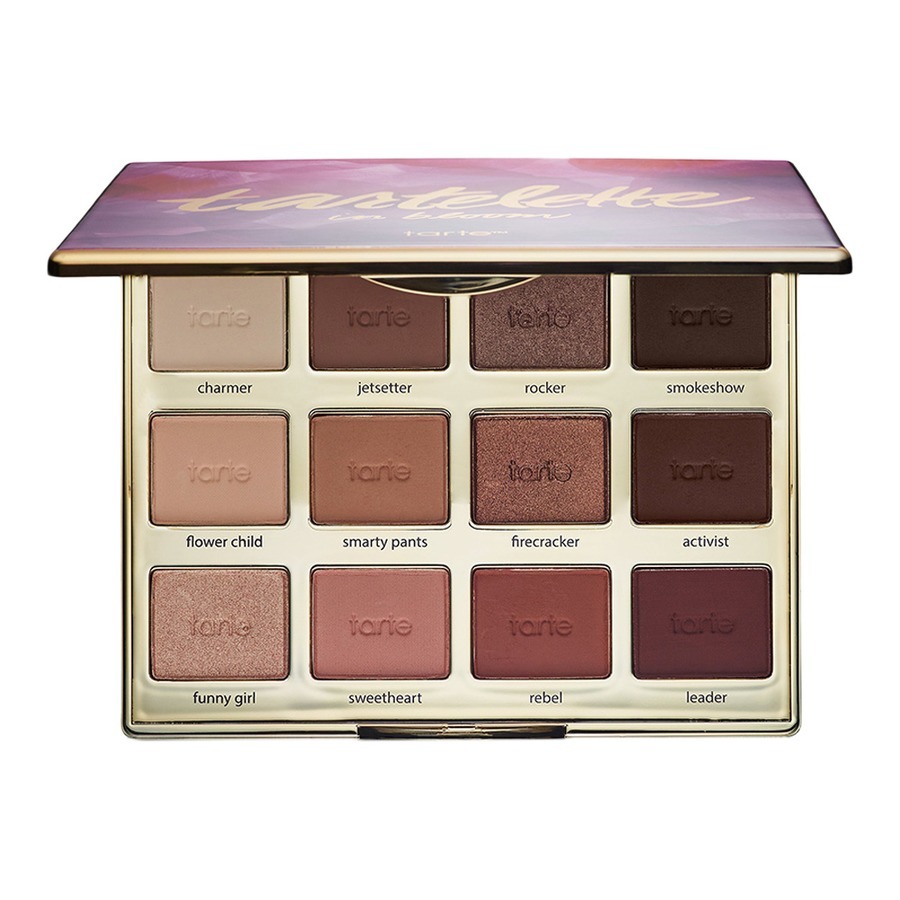 tartelette
in bloom
tarte™
tarte tarte tarte tarte
charmer jetsetter rocker smokeshow
tarte tarte tarte tarte
flower child smarty pants firecracker activist
tarte tarte tarte tarte
funny girl sweetheart rebel leader